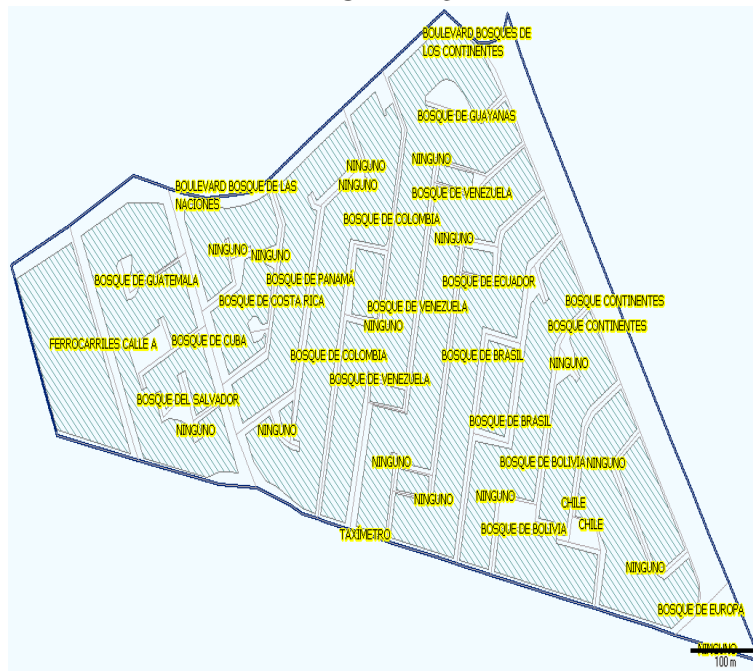 BOULEVARD BOSQUES DE
LOS CONTINENTES
BOSQUE DE GUAYANAS
NINGUNO
NINGUNO
BOULEVARD BOSQUE DE LAS
NACIONES
NINGUNO
BOSQUE DE VENEZUELA
BOSQUE DE COLOMBIA
NINGUNO
NINGUNO
NINGUNO
BOSQUE DE GUATEMALA
BOSQUE DE PANAMÁ
BOSQUE DE ECUADOR
BOSQUE DE COSTA RICA
BOSQUE CONTINENTES
BOSQUE DE VENEZUELA
NINGUNO
BOSQUE CONTINENTES
FERROCARRILES CALLE A
BOSQUE DE CUBA
BOSQUE DE COLOMBIA
BOSQUE DE BRASIL
NINGUNO
BOSQUE DE VENEZUELA
BOSQUE DEL SALVADOR
BOSQUE DE BRASIL
NINGUNO
NINGUNO
NINGUNO
BOSQUE DE BOLIVIA
NINGUNO
NINGUNO
NINGUNO
CHILE
TAXÍMETRO
BOSQUE DE BOLIVIA
CHILE
NINGUNO
BOSQUE DE EUROPA
NINGUNO
100 m